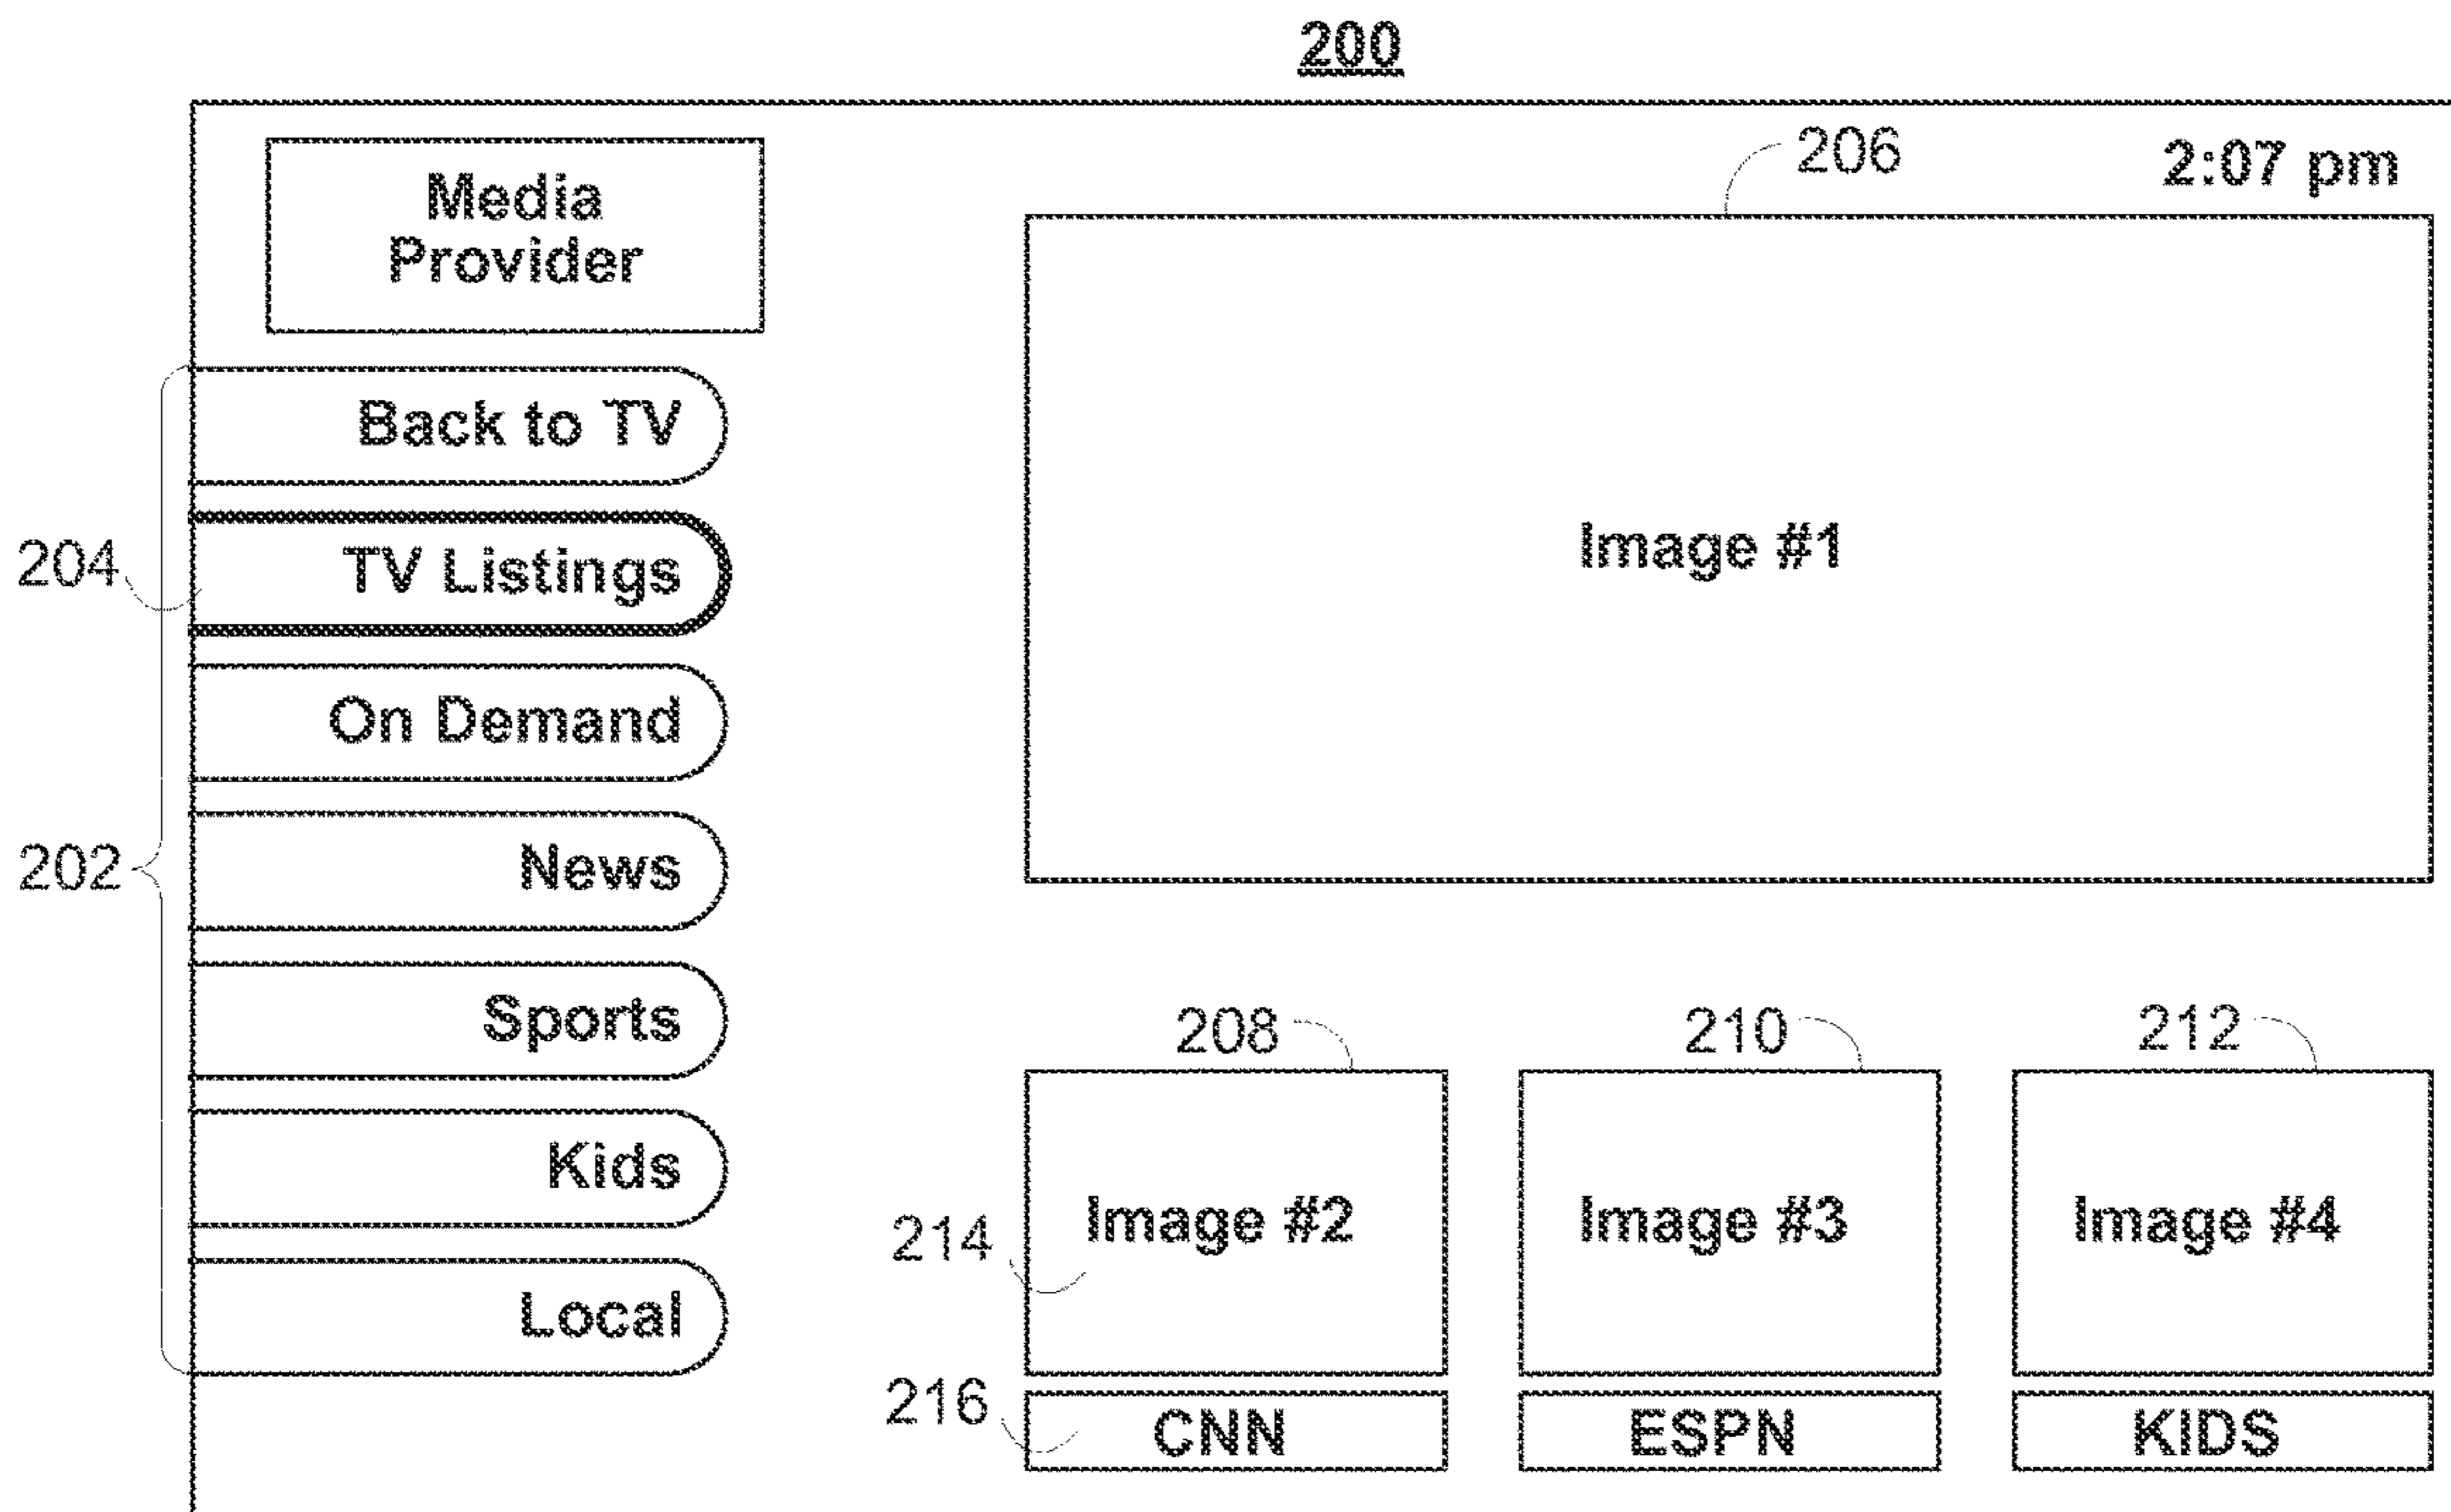 200
206
2:07 pm
Media
Provider
Back to TV
204
TV Listings
Image #1
On Demand
202
News
Sports
208
210
212
Kids
214
Image #2
Image #3
Image #4
Local
216
CNN
ESPN
KIDS